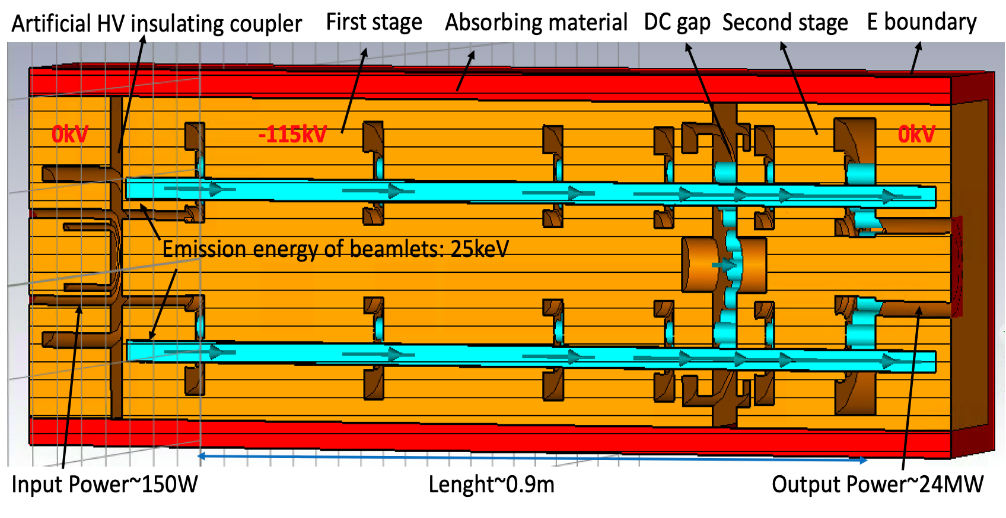 Artificial HV insulating coupler First stage Absorbing material DC gap Second stage E boundary
0kV -115kV 0kV
Emission energy of beamlets: 25keV
Input Power~150W Lenght~0.9m Output Power~24MW